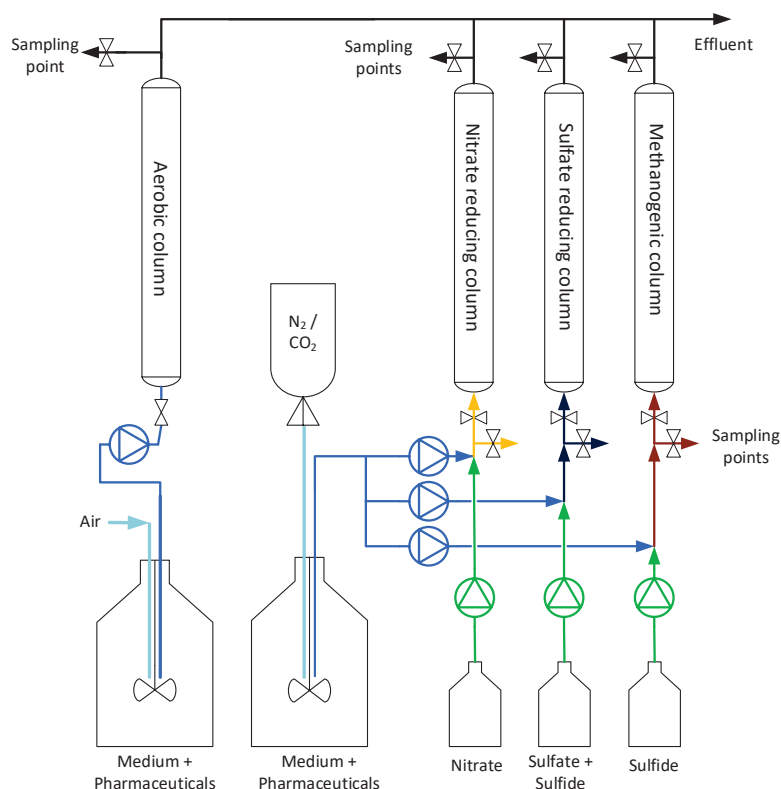 Sampling
point
Sampling
points
Effluent
Aerobic column
Nitrate reducing column
Sulfate reducing column
Methanogenic column
N2 /
CO2
Sampling
points
Air
Medium +
Pharmaceuticals
Medium +
Pharmaceuticals
Nitrate
Sulfate +
Sulfide
Sulfide